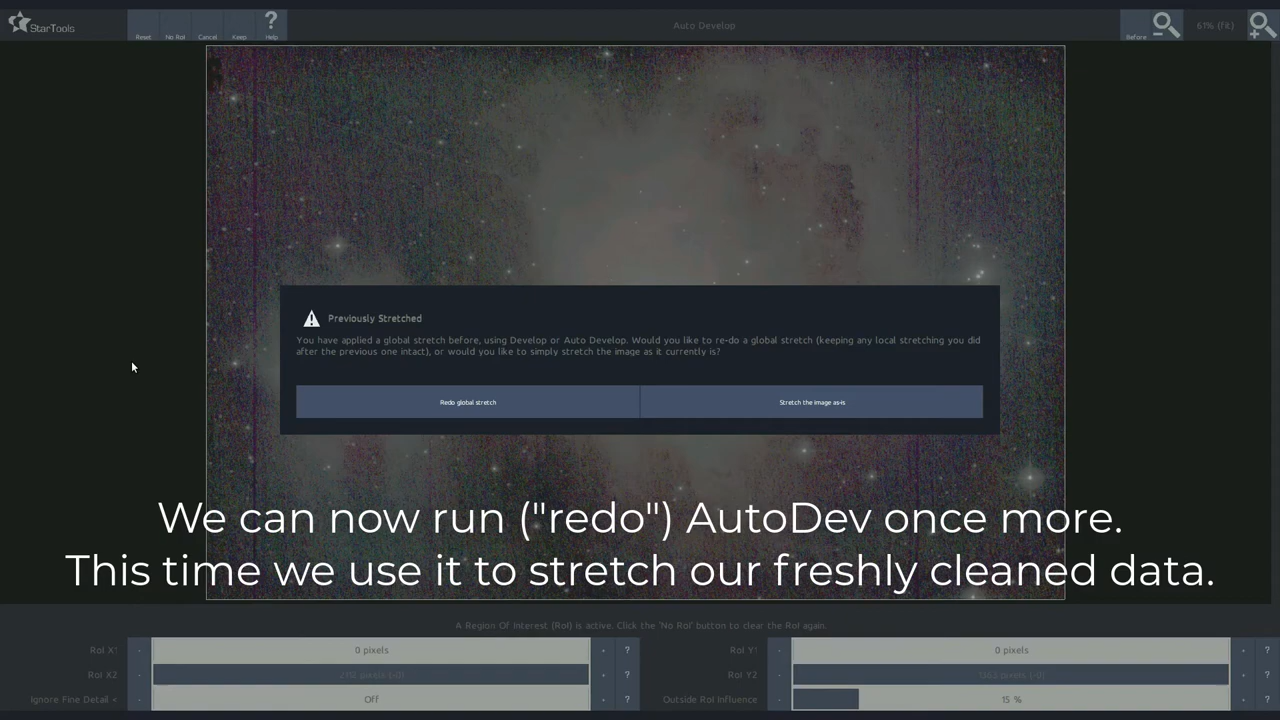 StarTools
Reset
No RoI
Cancel
Keep
?
Help
Auto Develop
Before
61% (fit)
Previously Stretched
You have applied a global stretch before, using Develop or Auto Develop. Would you like to re-do a global stretch (keeping any local stretching you did
after the previous one intact), or would you like to simply stretch the image as it currently is?
Redo global stretch
Stretch the image as-is
We can now run ("redo") AutoDev once more.
This time we use it to stretch our freshly cleaned data.
A Region Of Interest (RoI) is active. Click the 'No RoI' button to clear the RoI again.
RoI X1 - 0 pixels + ? RoI Y1 - 0 pixels + ?
RoI X2 - pixels (-0) + ? RoI Y2 - pixels (-0) + ?
Ignore Fine Detail < - Off + ? Outside RoI Influence - 15 % + ?